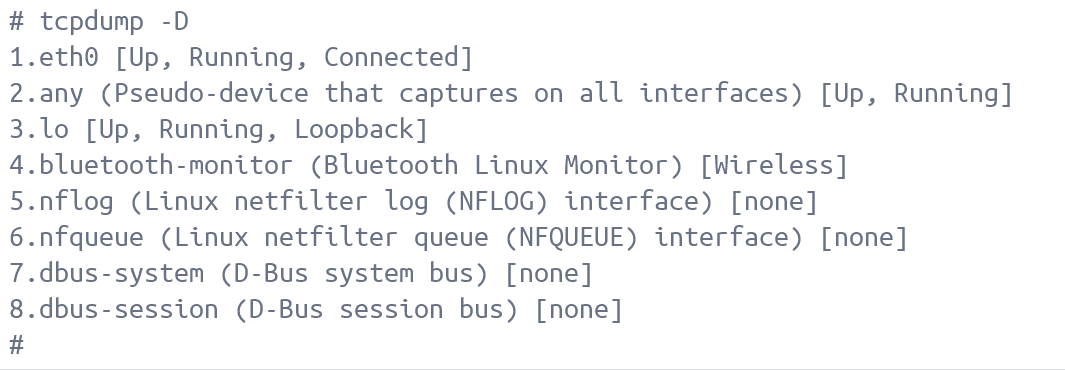 # tcpdump -D
1.eth0 [Up, Running, Connected]
2.any (Pseudo-device that captures on all interfaces) [Up, Running]
3.lo [Up, Running, Loopback]
4.bluetooth-monitor (Bluetooth Linux Monitor) [Wireless]
5.nflog (Linux netfilter log (NFLOG) interface) [none]
6.nfqueue (Linux netfilter queue (NFQUEUE) interface) [none]
7.dbus-system (D-Bus system bus) [none]
8.dbus-session (D-Bus session bus) [none]
#